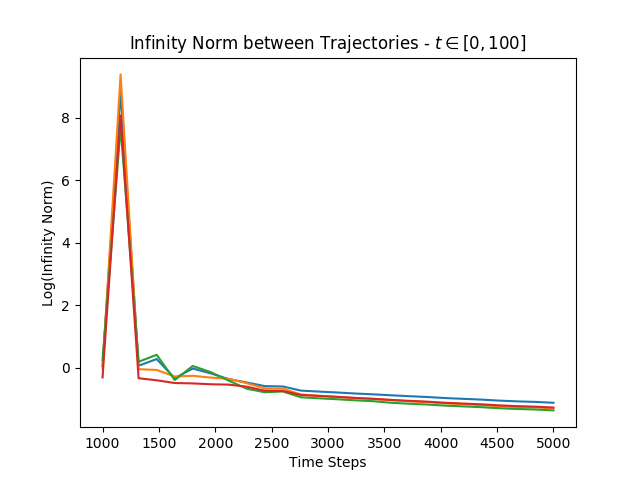 Infinity Norm between Trajectories - t ∈ [0, 100]
Log(Infinity Norm)
8
6
4
2
0
1000 1500 2000 2500 3000 3500 4000 4500 5000
Time Steps